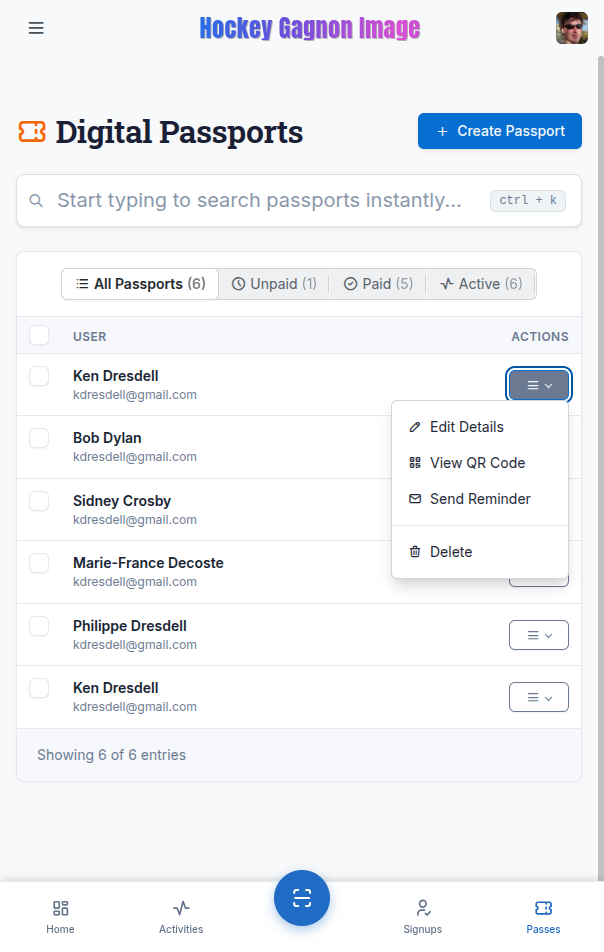 Hockey Gagnon Image
Digital Passports
+ Create Passport
Start typing to search passports instantly...
ctrl + k
All Passports (6)
Unpaid (1)
Paid (5)
Active (6)
USER
ACTIONS
Ken Dresdell
kdresdell@gmail.com
Edit Details
View QR Code
Send Reminder
Delete
Bob Dylan
kdresdell@gmail.com
Sidney Crosby
kdresdell@gmail.com
Marie-France Decoste
kdresdell@gmail.com
Philippe Dresdell
kdresdell@gmail.com
Ken Dresdell
kdresdell@gmail.com
Showing 6 of 6 entries
Home
Activities
Signups
Passes